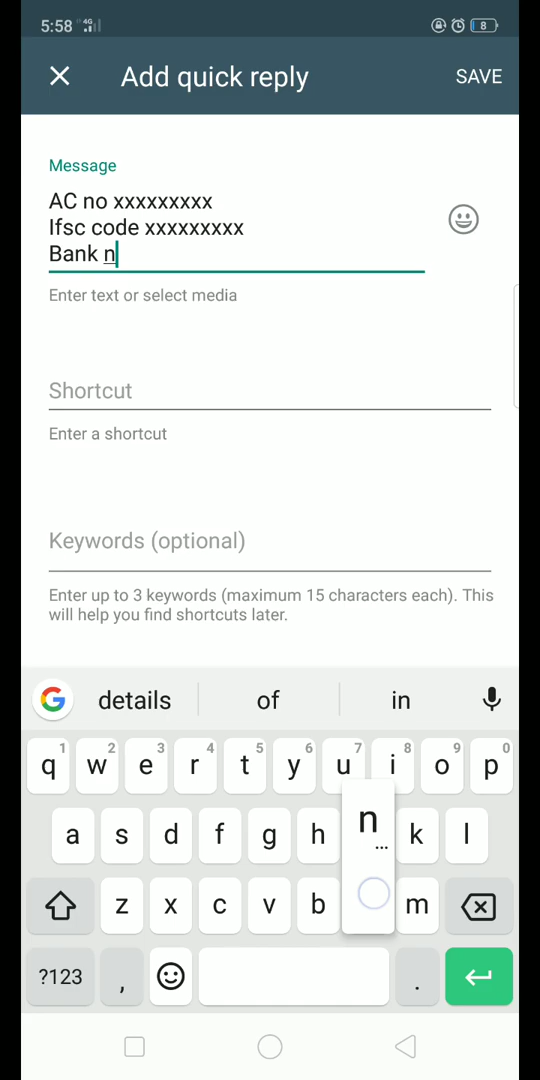 5:58 4G 8
Add quick reply SAVE
Message
AC no xxxxxxxxx
Ifsc code xxxxxxxxx
Bank n
Enter text or select media
Shortcut
Enter a shortcut
Keywords (optional)
Enter up to 3 keywords (maximum 15 characters each). This
will help you find shortcuts later.
G details of in
1 2 3 4 5 6 7 8 9 0
q w e r t y u i o p
a s d f g h n k l
...
z x c v b m
?123 , .